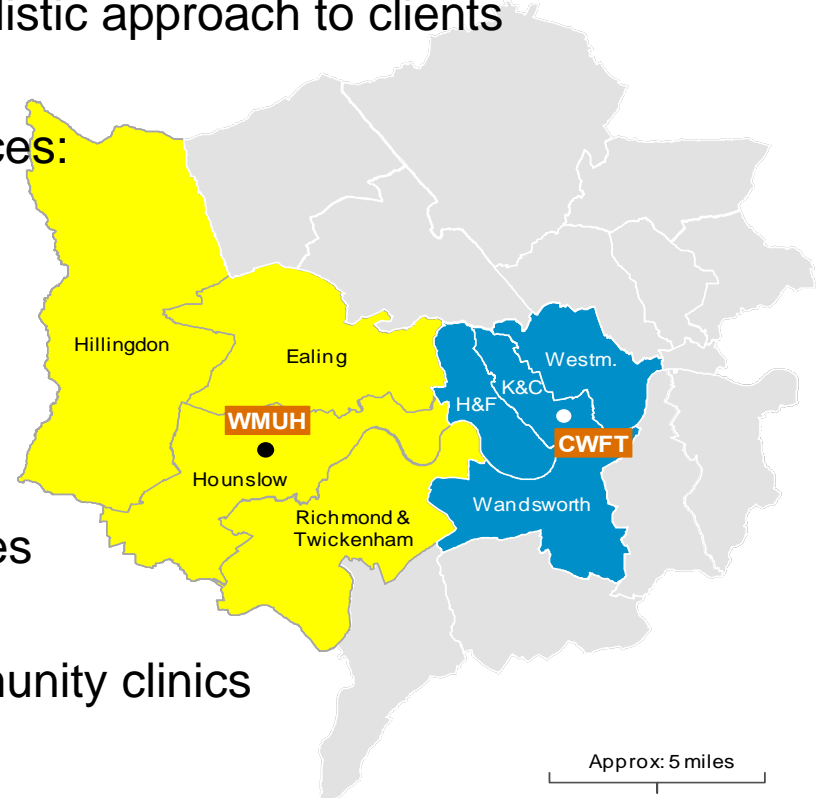 listic approach to clients
ces:
Hillingdon
Ealing
Westm.
K&C
H&F
WMUH
CWFT
Hounslow
Wandsworth
Richmond &
Twickenham
es
unity clinics
Approx: 5 miles